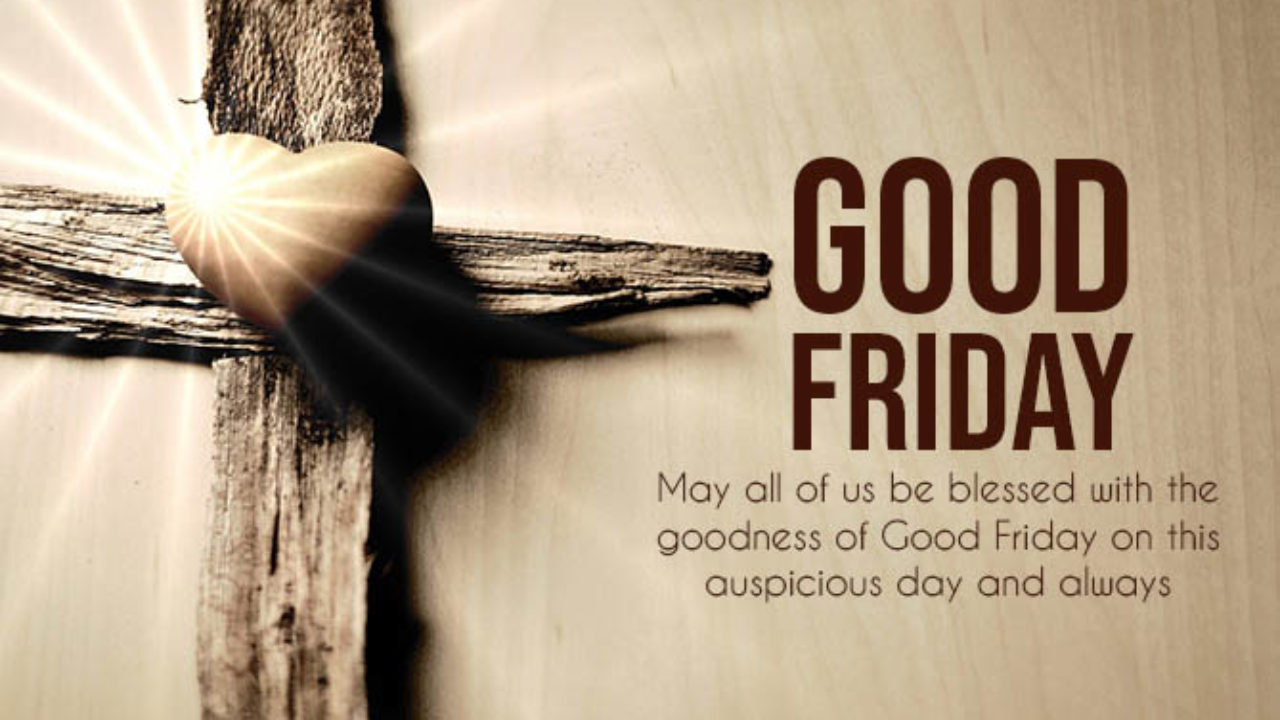 GOOD
FRIDAY
May all of us be blessed with the
goodness of Good Friday on this
auspicious day and always